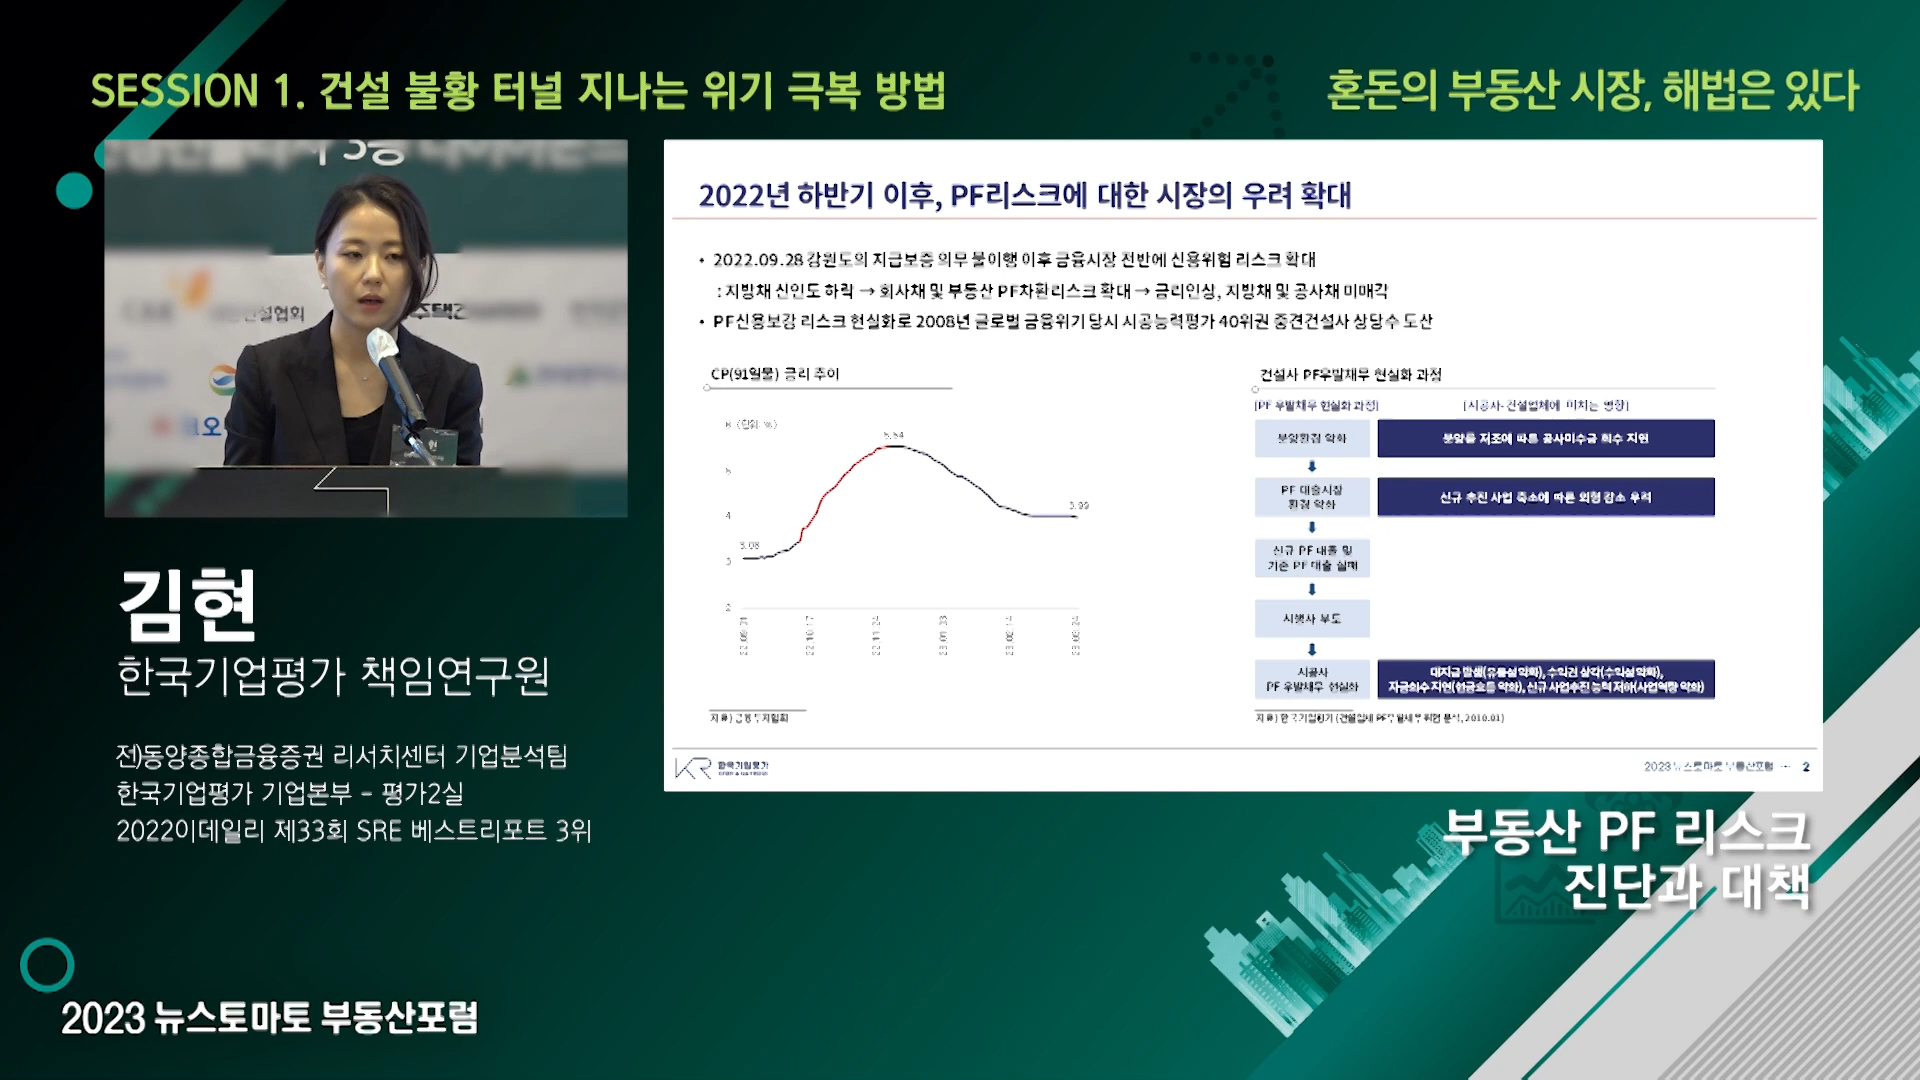 SESSION 1. 건설 불황 터널 지나는 위기 극복 방법
혼돈의 부동산 시장, 해법은 있다
김현
한국기업평가 책임연구원
전)동양종합금융증권 리서치센터 기업분석팀
한국기업평가 기업본부 - 평가2실
2022이데일리 제33회 SRE 베스트리포트 3위
2022년 하반기 이후, PF리스크에 대한 시장의 우려 확대
• 2022.09.28 강원도의 지급보증 의무 불이행 이후 금융시장 전반에 신용위험 리스크 확대
: 지방채 신인도 하락 → 회사채 및 부동산 PF차환리스크 확대 → 금리인상, 지방채 및 공사채 미매각
• PF신용보강 리스크 현실화로 2008년 글로벌 금융위기 당시 시공능력평가 40위권 중견건설사 상당수 도산
CP(91일물) 금리 추이
(단위: %)
5.54
3.99
3.08
4
3
2
자료) 금융투자협회
건설사 PF우발채무 현실화 과정
[PF 우발채무 현실화 과정]
[시공사-건설업체에 미치는 영향]
분양환경 악화
분양률 저조에 따른 공사미수금 회수 지연
PF 대출시장
환경 악화
신규 추진 사업 축소에 따른 외형 감소 우려
신규 PF 대출 및
기존 PF 대출 실패
시행사 부도
시공사
PF 우발채무 현실화
대지급 발생(유동성 악화), 수익권 상각(수익성 악화),
자금회수 지연(현금흐름 악화), 신규 사업추진 능력 저하(사업역량 악화)
자료) 한국기업평가 (건설업체 PF우발채무 위험 분석, 2010.01)
KR 한국기업평가
2023 뉴스토마토 부동산포럼
2
부동산 PF 리스크
진단과 대책
2023 뉴스토마토 부동산포럼